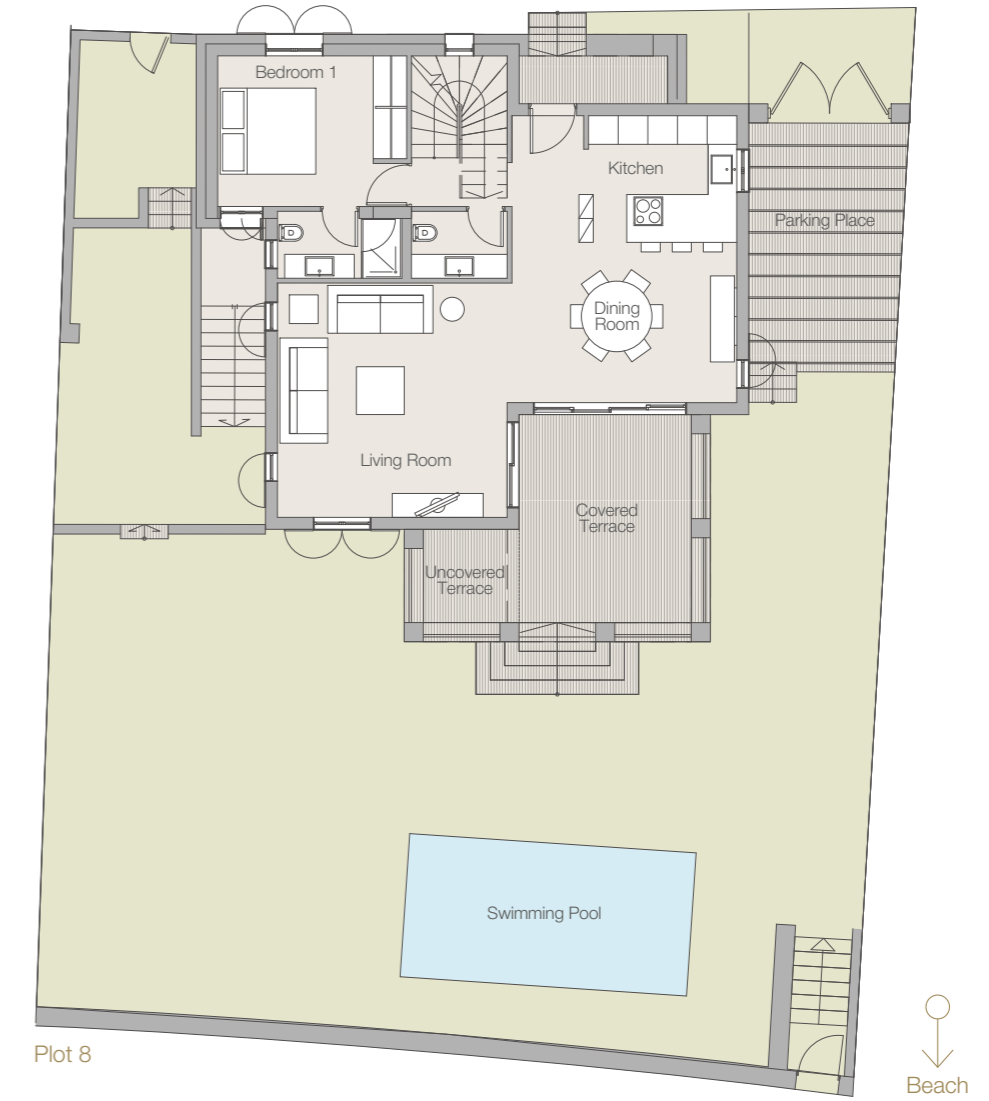 Bedroom 1
Kitchen
Parking Place
Dining
Room
Living Room
Covered
Terrace
Uncovered
Terrace
Swimming Pool
Plot 8
Beach